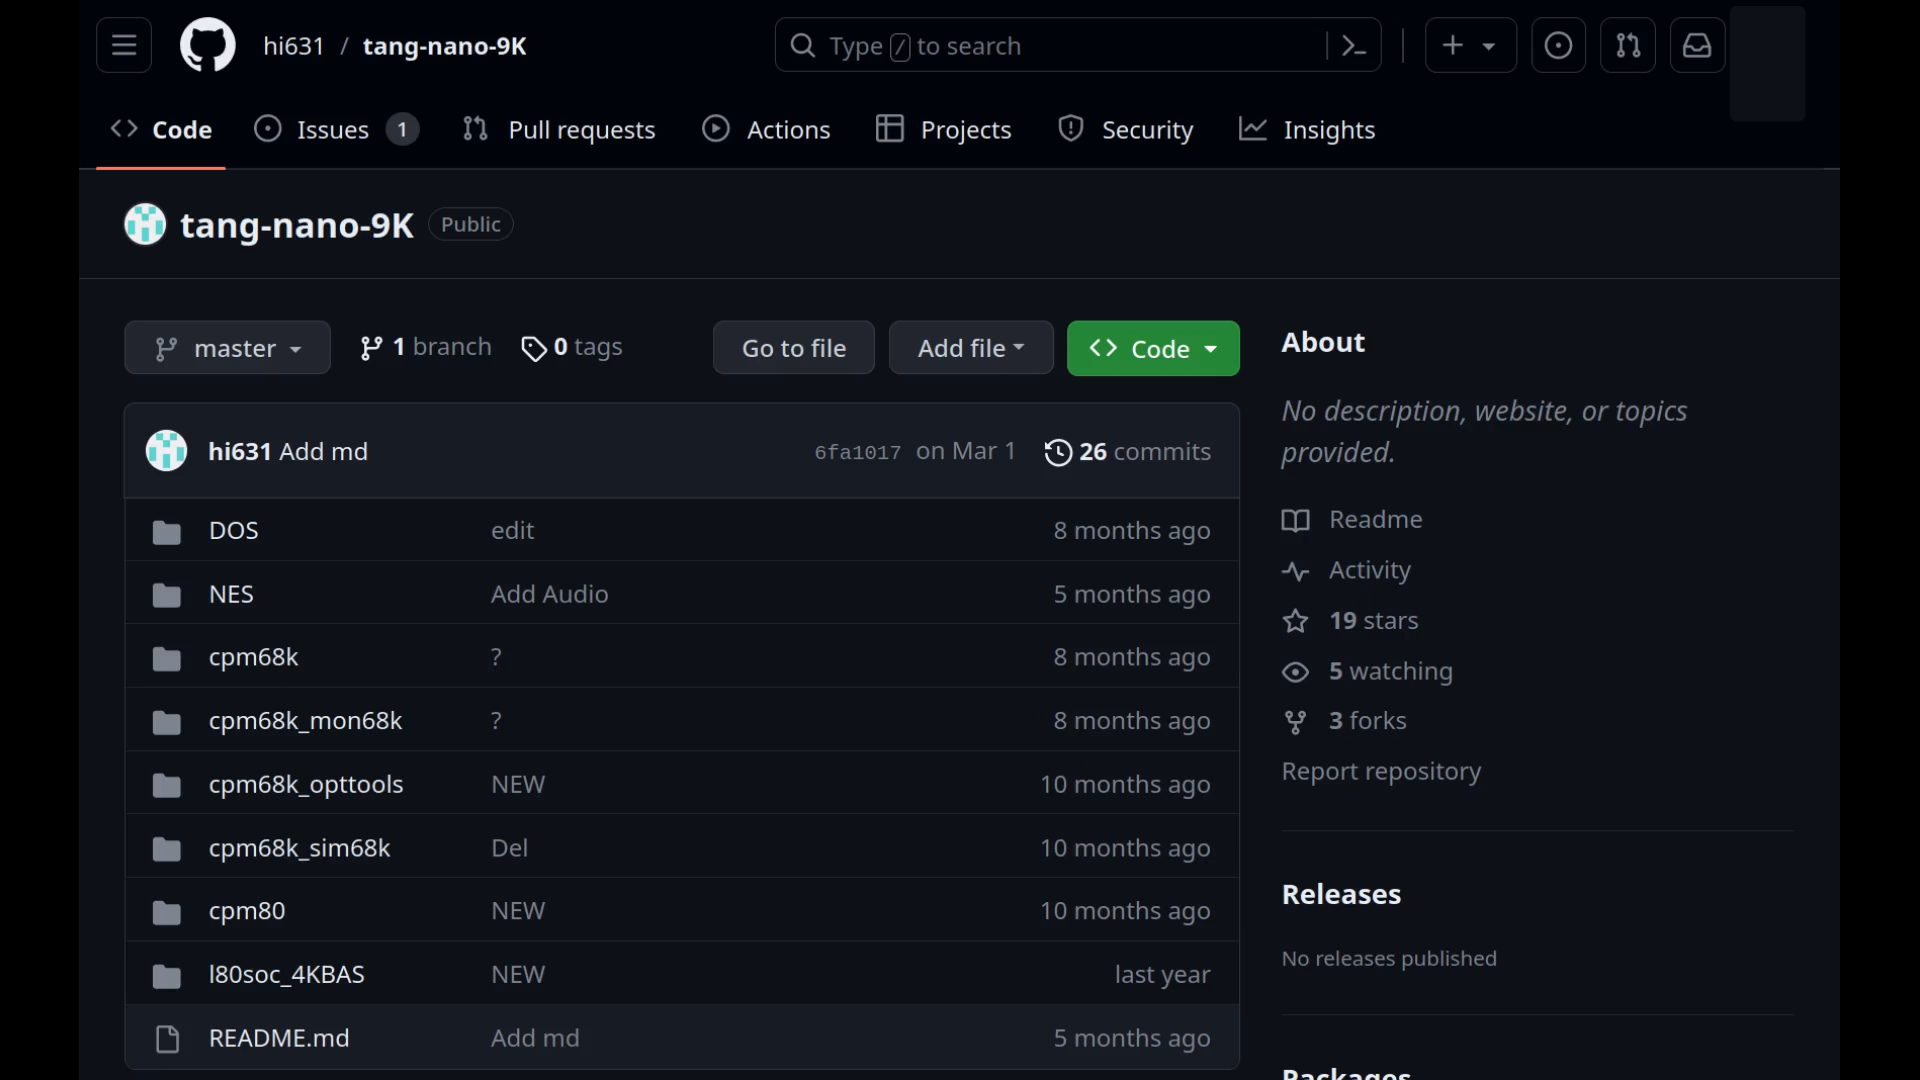 hi631 / tang-nano-9K
Type / to search
Code
Issues 1
Pull requests
Actions
Projects
Security
Insights
tang-nano-9K Public
master
1 branch
0 tags
Go to file
Add file
Code
hi631 Add md 6fa1017 on Mar 1 26 commits
DOS edit 8 months ago
NES Add Audio 5 months ago
cpm68k ? 8 months ago
cpm68k_mon68k ? 8 months ago
cpm68k_opttools NEW 10 months ago
cpm68k_sim68k Del 10 months ago
cpm80 NEW 10 months ago
l80soc_4KBAS NEW last year
README.md Add md 5 months ago
About
No description, website, or topics
provided.
Readme
Activity
19 stars
5 watching
3 forks
Report repository
Releases
No releases published
Packages